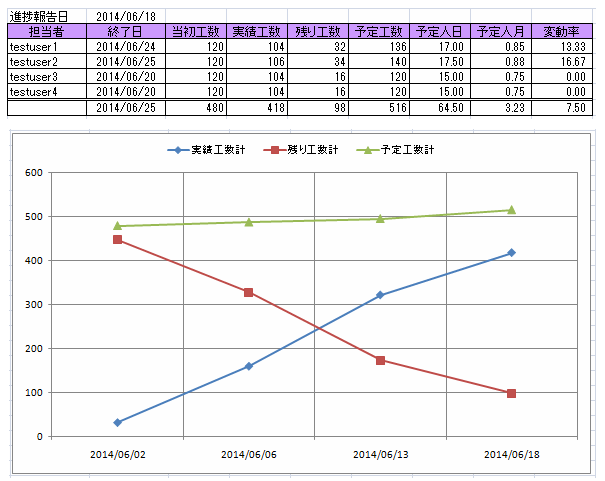 進捗報告日 2014/06/18
担当者 終了日 当初工数 実績工数 残り工数 予定工数 予定人日 予定人月 変動率
testuser1 2014/06/24 120 104 32 136 17.00 0.85 13.33
testuser2 2014/06/25 120 106 34 140 17.50 0.88 16.67
testuser3 2014/06/20 120 104 16 120 15.00 0.75 0.00
testuser4 2014/06/20 120 104 16 120 15.00 0.75 0.00
2014/06/25 480 418 98 516 64.50 3.23 7.50
実績工数計 残り工数計 予定工数計
600
500
400
300
200
100
0
2014/06/02 2014/06/06 2014/06/13 2014/06/18